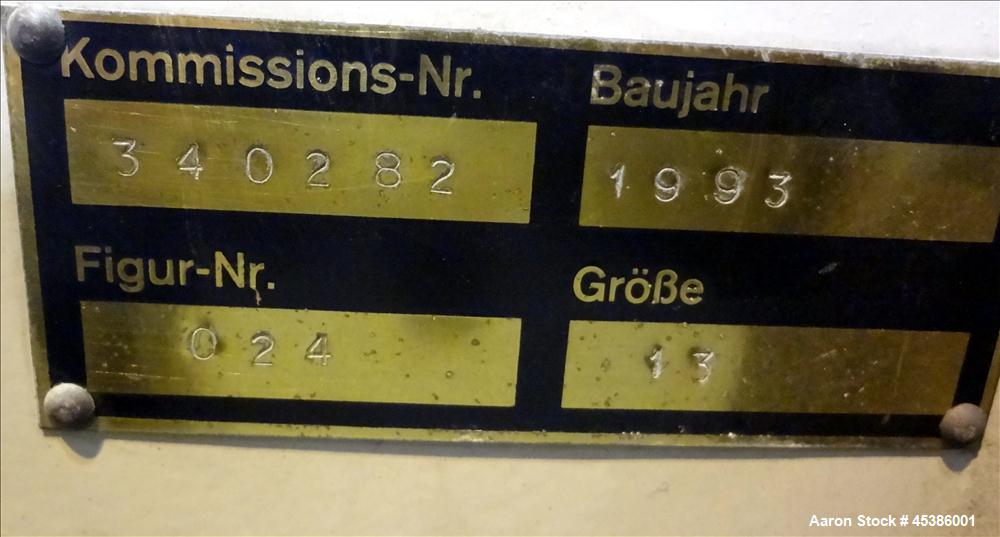 Kommissions-Nr. Baujahr
340282 1993
Figur-Nr. Größe
024 13
Aaron Stock # 45386001